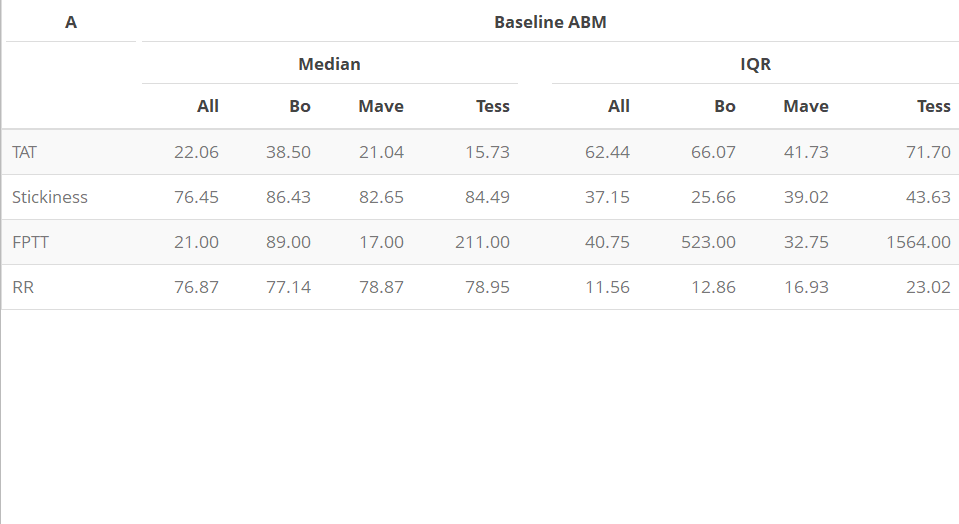 A Baseline ABM
Median IQR
All Bo Mave Tess All Bo Mave Tess
TAT 22.06 38.50 21.04 15.73 62.44 66.07 41.73 71.70
Stickiness 76.45 86.43 82.65 84.49 37.15 25.66 39.02 43.63
FPTT 21.00 89.00 17.00 211.00 40.75 523.00 32.75 1564.00
RR 76.87 77.14 78.87 78.95 11.56 12.86 16.93 23.02